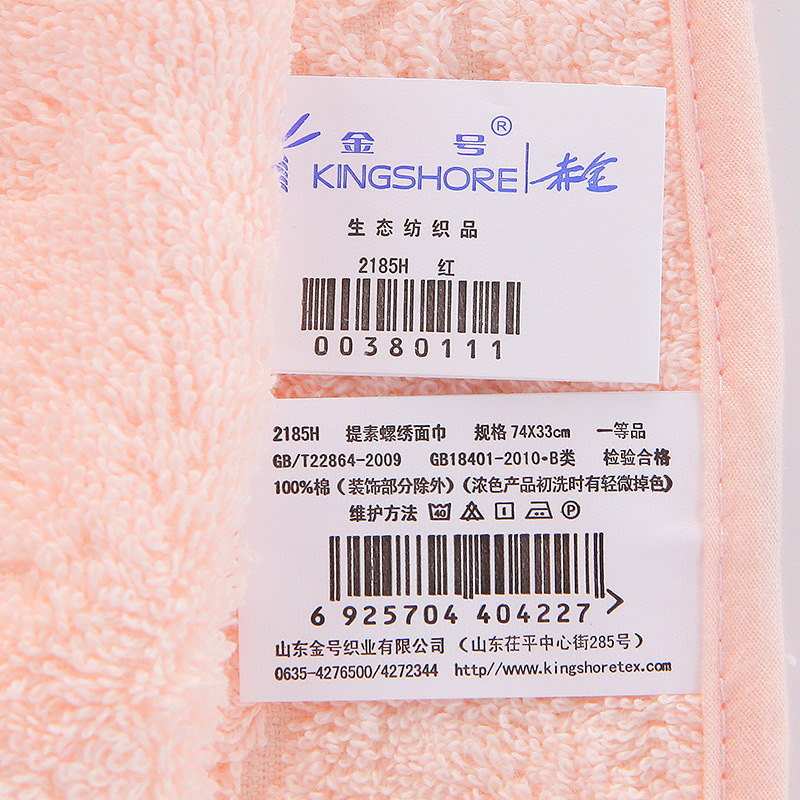 金号®
KINGSHORE 赤金
生态纺织品
2185H 红
00380111
2185H 提素螺绣面巾 规格 74X33cm 一等品
GB/T22864-2009 GB18401-2010•B类 检验合格
100%棉（装饰部分除外）（浓色产品初洗时有轻微掉色）
维护方法 40 P
6 925704 404227 >
山东金号织业有限公司（山东茌平中心街285号）
0635-4276500/4272344 http//www.kingshoretex.com